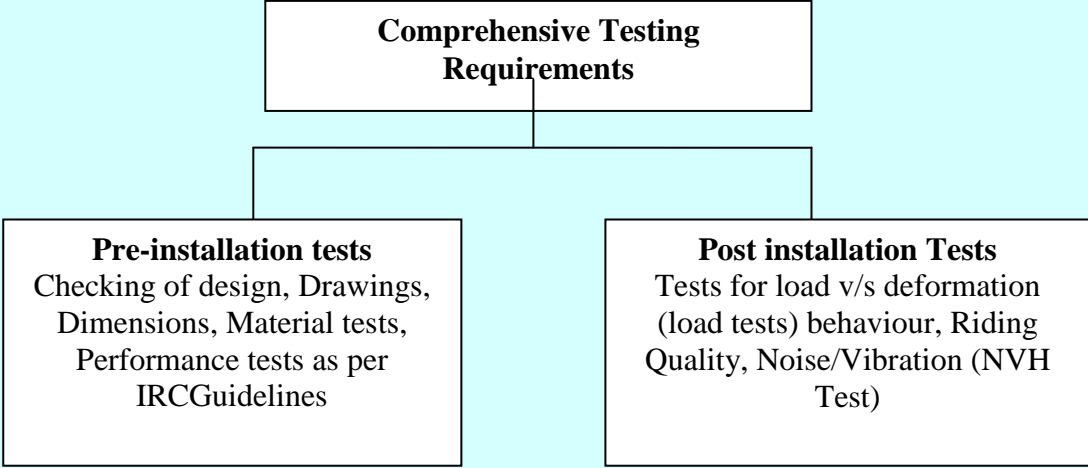 Comprehensive Testing
Requirements
Pre-installation tests
Checking of design, Drawings,
Dimensions, Material tests,
Performance tests as per
IRCGuidelines
Post installation Tests
Tests for load v/s deformation
(load tests) behaviour, Riding
Quality, Noise/Vibration (NVH
Test)